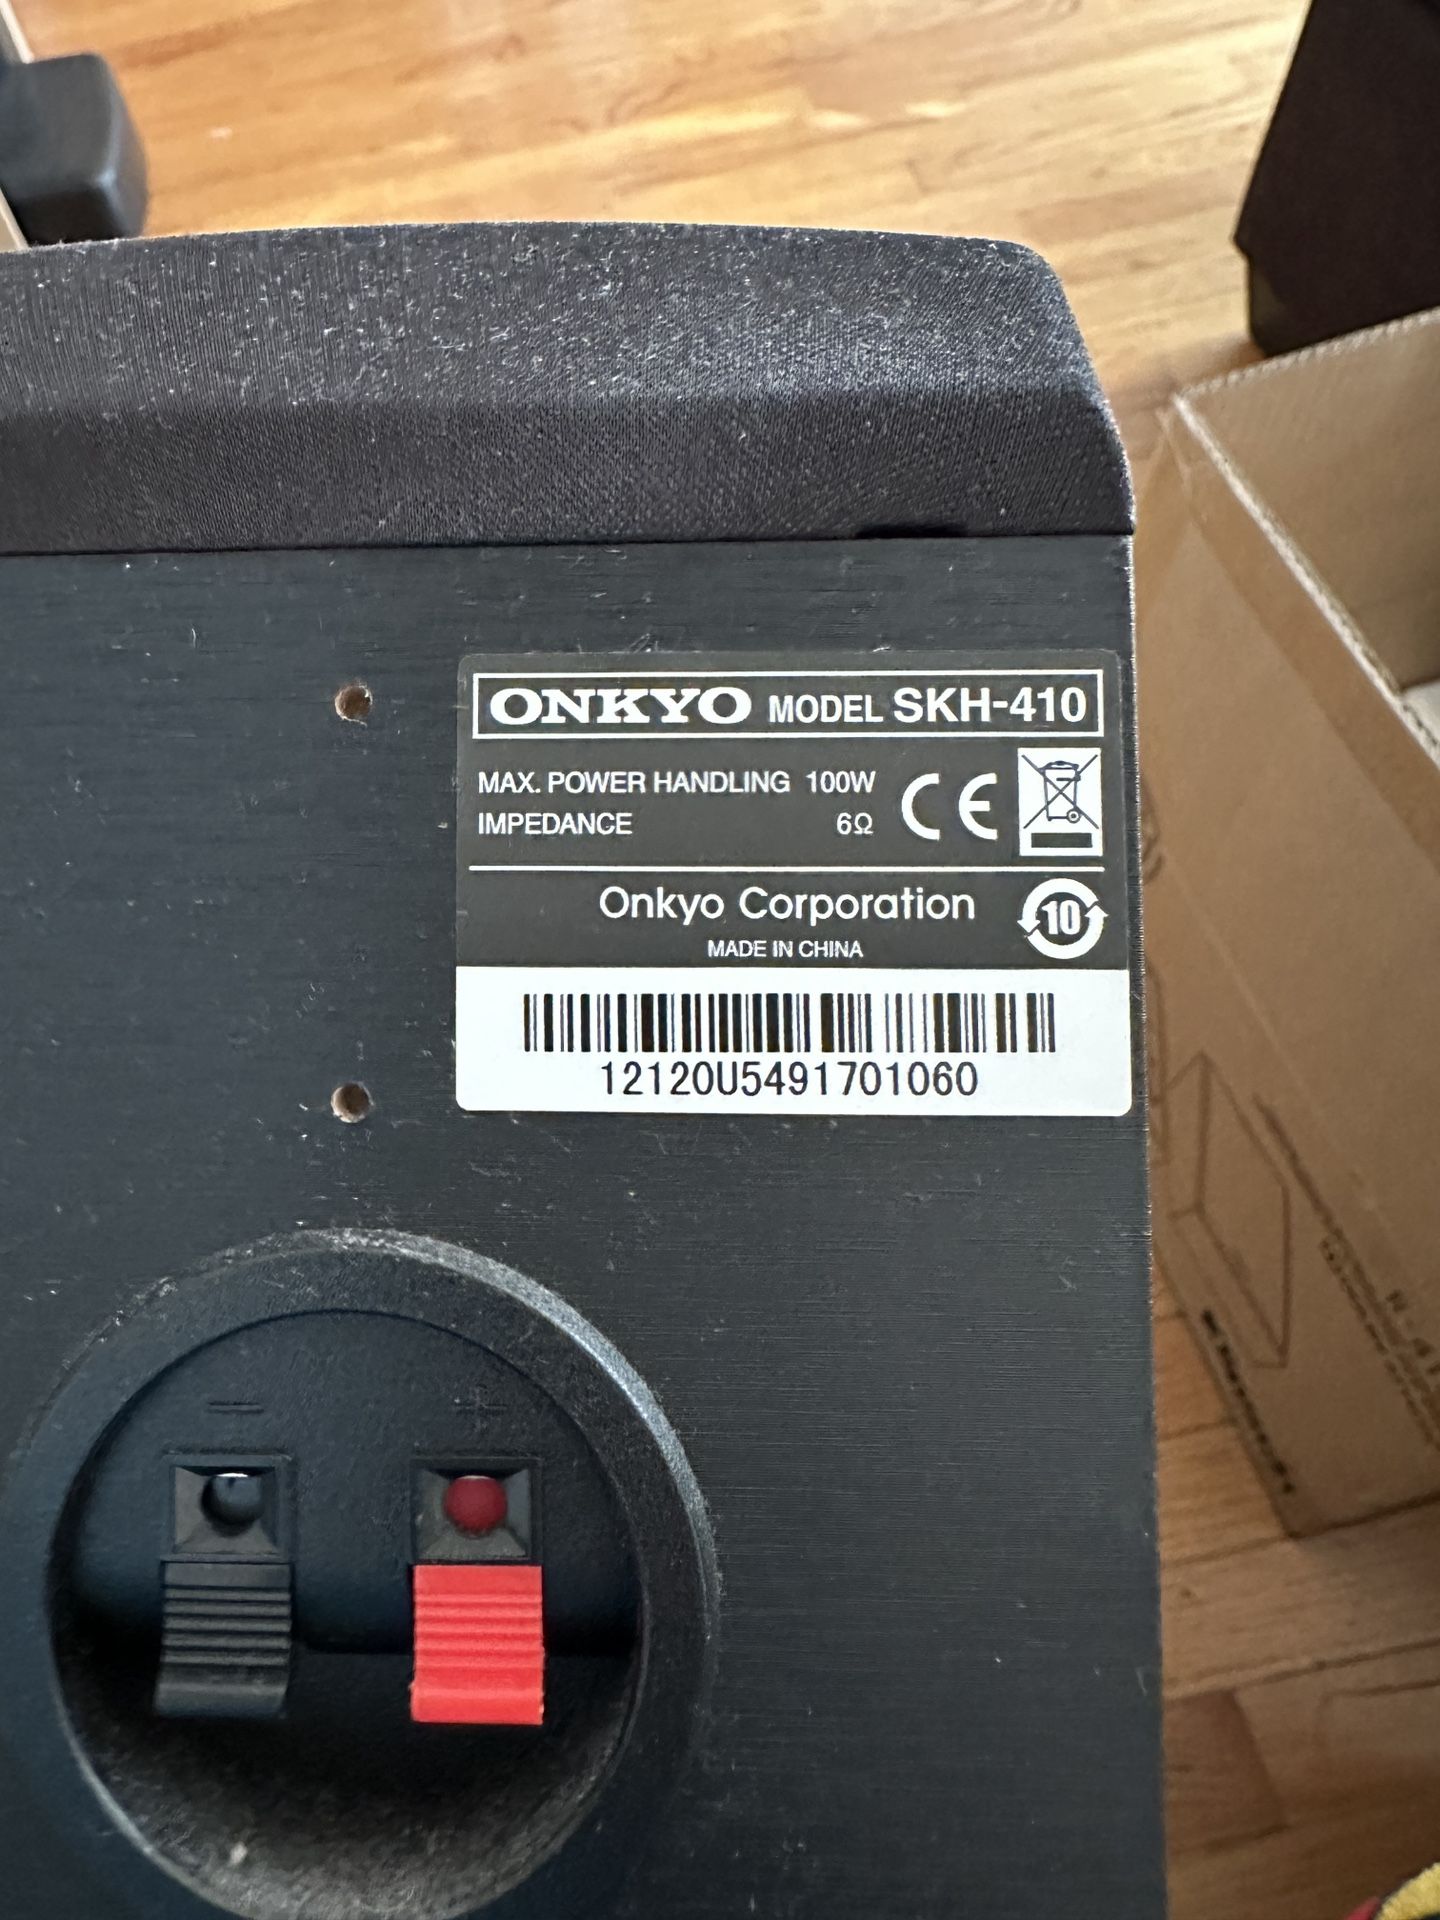 ONKYO MODEL SKH-410
MAX. POWER HANDLING 100W
IMPEDANCE 6Ω
CE
Onkyo Corporation
10
MADE IN CHINA
12120U5491701060
− +